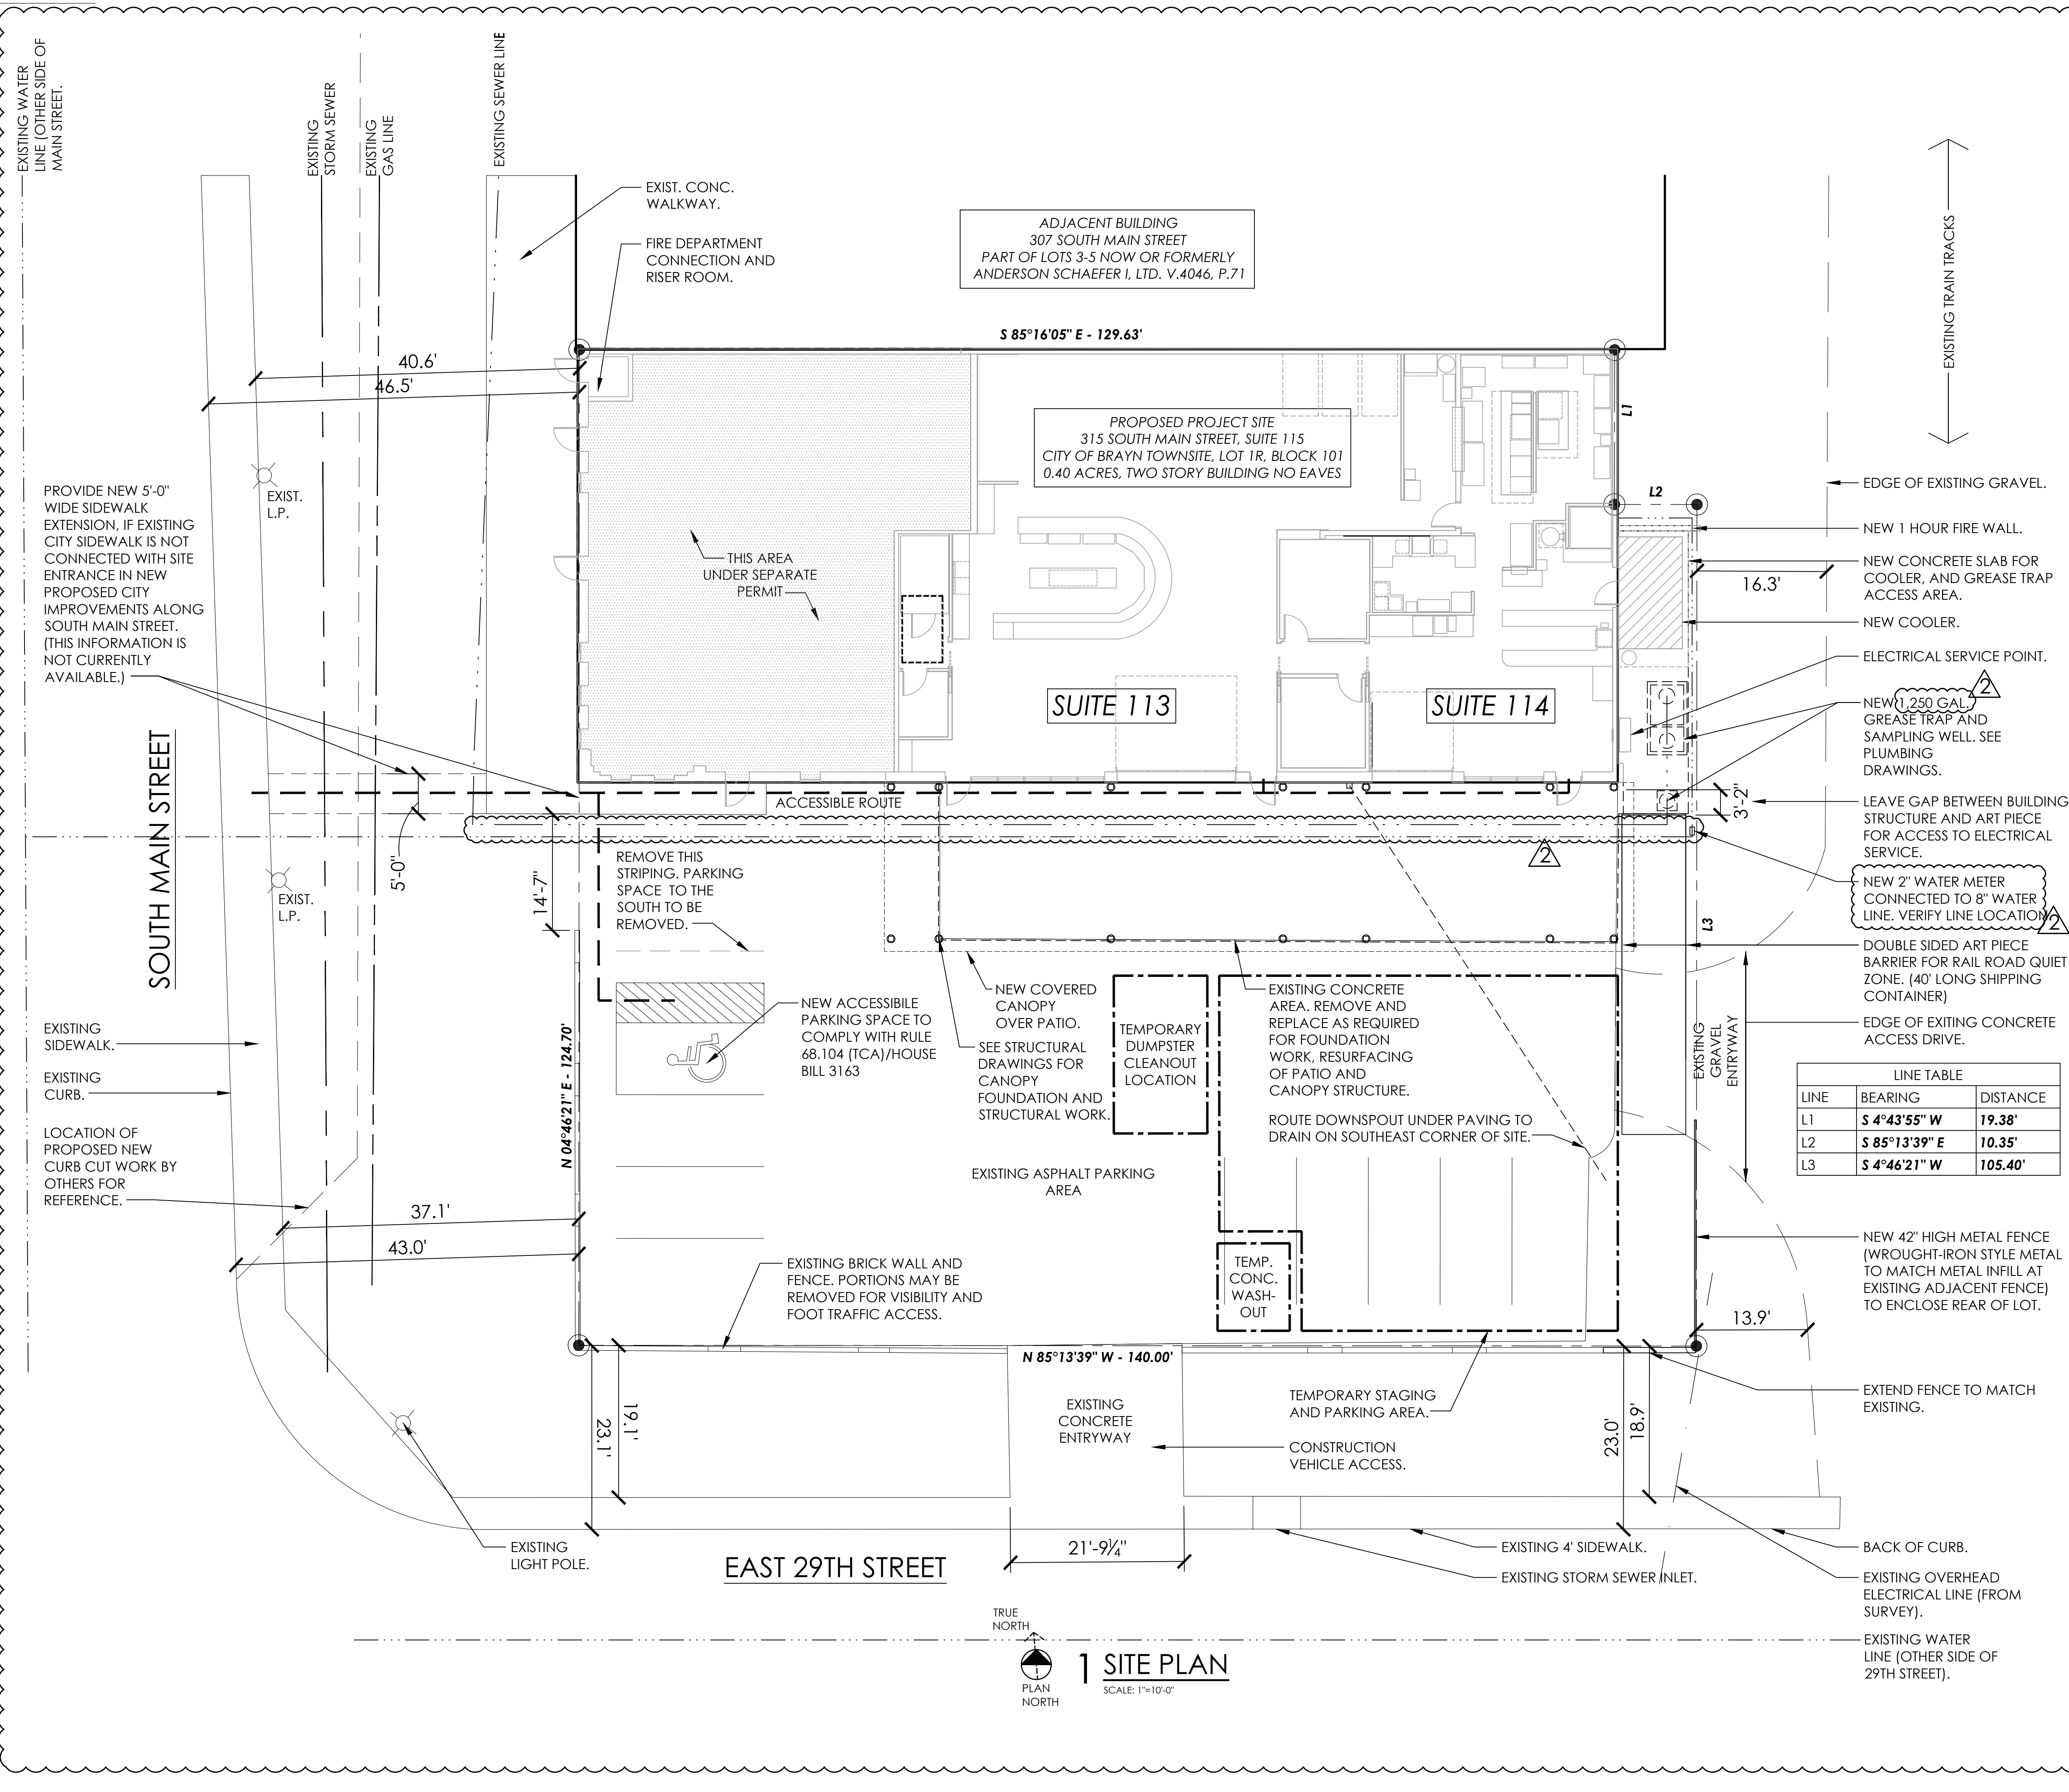 EXISTING WATER
LINE (OTHER SIDE OF
MAIN STREET.
EXISTING
STORM SEWER
EXISTING
GAS LINE
EXISTING SEWER LINE
EXIST. CONC.
WALKWAY.
FIRE DEPARTMENT
CONNECTION AND
RISER ROOM.
ADJACENT BUILDING
307 SOUTH MAIN STREET
PART OF LOTS 3-5 NOW OR FORMERLY
ANDERSON SCHAEFER I, LTD. V.4046, P.71
EXISTING TRAIN TRACKS
S 85°16'05" E - 129.63'
40.6'
46.5'
L1
PROPOSED PROJECT SITE
315 SOUTH MAIN STREET, SUITE 115
CITY OF BRAYN TOWNSITE, LOT 1R, BLOCK 101
0.40 ACRES, TWO STORY BUILDING NO EAVES
PROVIDE NEW 5'-0"
WIDE SIDEWALK
EXTENSION, IF EXISTING
CITY SIDEWALK IS NOT
CONNECTED WITH SITE
ENTRANCE IN NEW
PROPOSED CITY
IMPROVEMENTS ALONG
SOUTH MAIN STREET.
(THIS INFORMATION IS
NOT CURRENTLY
AVAILABLE.)
EXIST.
L.P.
THIS AREA
UNDER SEPARATE
PERMIT
L2
EDGE OF EXISTING GRAVEL.
NEW 1 HOUR FIRE WALL.
NEW CONCRETE SLAB FOR
COOLER, AND GREASE TRAP
ACCESS AREA.
16.3'
NEW COOLER.
ELECTRICAL SERVICE POINT.
2
NEW 1,250 GAL.
GREASE TRAP AND
SAMPLING WELL. SEE
PLUMBING
DRAWINGS.
SUITE 113
SUITE 114
SOUTH MAIN STREET
ACCESSIBLE ROUTE
3'-2"
LEAVE GAP BETWEEN BUILDING
STRUCTURE AND ART PIECE
FOR ACCESS TO ELECTRICAL
SERVICE.
5'-0"
14'-7"
2
REMOVE THIS
STRIPING. PARKING
SPACE TO THE
SOUTH TO BE
REMOVED.
EXIST.
L.P.
NEW 2" WATER METER
CONNECTED TO 8" WATER
LINE. VERIFY LINE LOCATION.
2
L3
DOUBLE SIDED ART PIECE
BARRIER FOR RAIL ROAD QUIET
ZONE. (40' LONG SHIPPING
CONTAINER)
NEW ACCESSIBILE
PARKING SPACE TO
COMPLY WITH RULE
68.104 (TCA)/HOUSE
BILL 3163
NEW COVERED
CANOPY
OVER PATIO.
SEE STRUCTURAL
DRAWINGS FOR
CANOPY
FOUNDATION AND
STRUCTURAL WORK.
TEMPORARY
DUMPSTER
CLEANOUT
LOCATION
EXISTING CONCRETE
AREA. REMOVE AND
REPLACE AS REQUIRED
FOR FOUNDATION
WORK, RESURFACING
OF PATIO AND
CANOPY STRUCTURE.
ROUTE DOWNSPOUT UNDER PAVING TO
DRAIN ON SOUTHEAST CORNER OF SITE.
EXISTING
GRAVEL
ENTRYWAY
EDGE OF EXITING CONCRETE
ACCESS DRIVE.
EXISTING
SIDEWALK.
EXISTING
CURB.
LOCATION OF
PROPOSED NEW
CURB CUT WORK BY
OTHERS FOR
REFERENCE.
N 04°46'21" E - 124.70'
LINE TABLE
LINE BEARING DISTANCE
L1 S 4°43'55" W 19.38'
L2 S 85°13'39" E 10.35'
L3 S 4°46'21" W 105.40'
EXISTING ASPHALT PARKING
AREA
37.1'
43.0'
EXISTING BRICK WALL AND
FENCE. PORTIONS MAY BE
REMOVED FOR VISIBILITY AND
FOOT TRAFFIC ACCESS.
TEMP.
CONC.
WASH-
OUT
NEW 42" HIGH METAL FENCE
(WROUGHT-IRON STYLE METAL
TO MATCH METAL INFILL AT
EXISTING ADJACENT FENCE)
TO ENCLOSE REAR OF LOT.
13.9'
N 85°13'39" W - 140.00'
19.1'
23.1'
EXISTING
CONCRETE
ENTRYWAY
TEMPORARY STAGING
AND PARKING AREA.
CONSTRUCTION
VEHICLE ACCESS.
23.0'
18.9'
EXTEND FENCE TO MATCH
EXISTING.
EXISTING
LIGHT POLE.
EAST 29TH STREET
21'-9¼"
EXISTING 4' SIDEWALK.
EXISTING STORM SEWER INLET.
BACK OF CURB.
EXISTING OVERHEAD
ELECTRICAL LINE (FROM
SURVEY).
EXISTING WATER
LINE (OTHER SIDE OF
29TH STREET).
TRUE
NORTH
PLAN
NORTH
1 SITE PLAN
SCALE: 1"=10'-0"